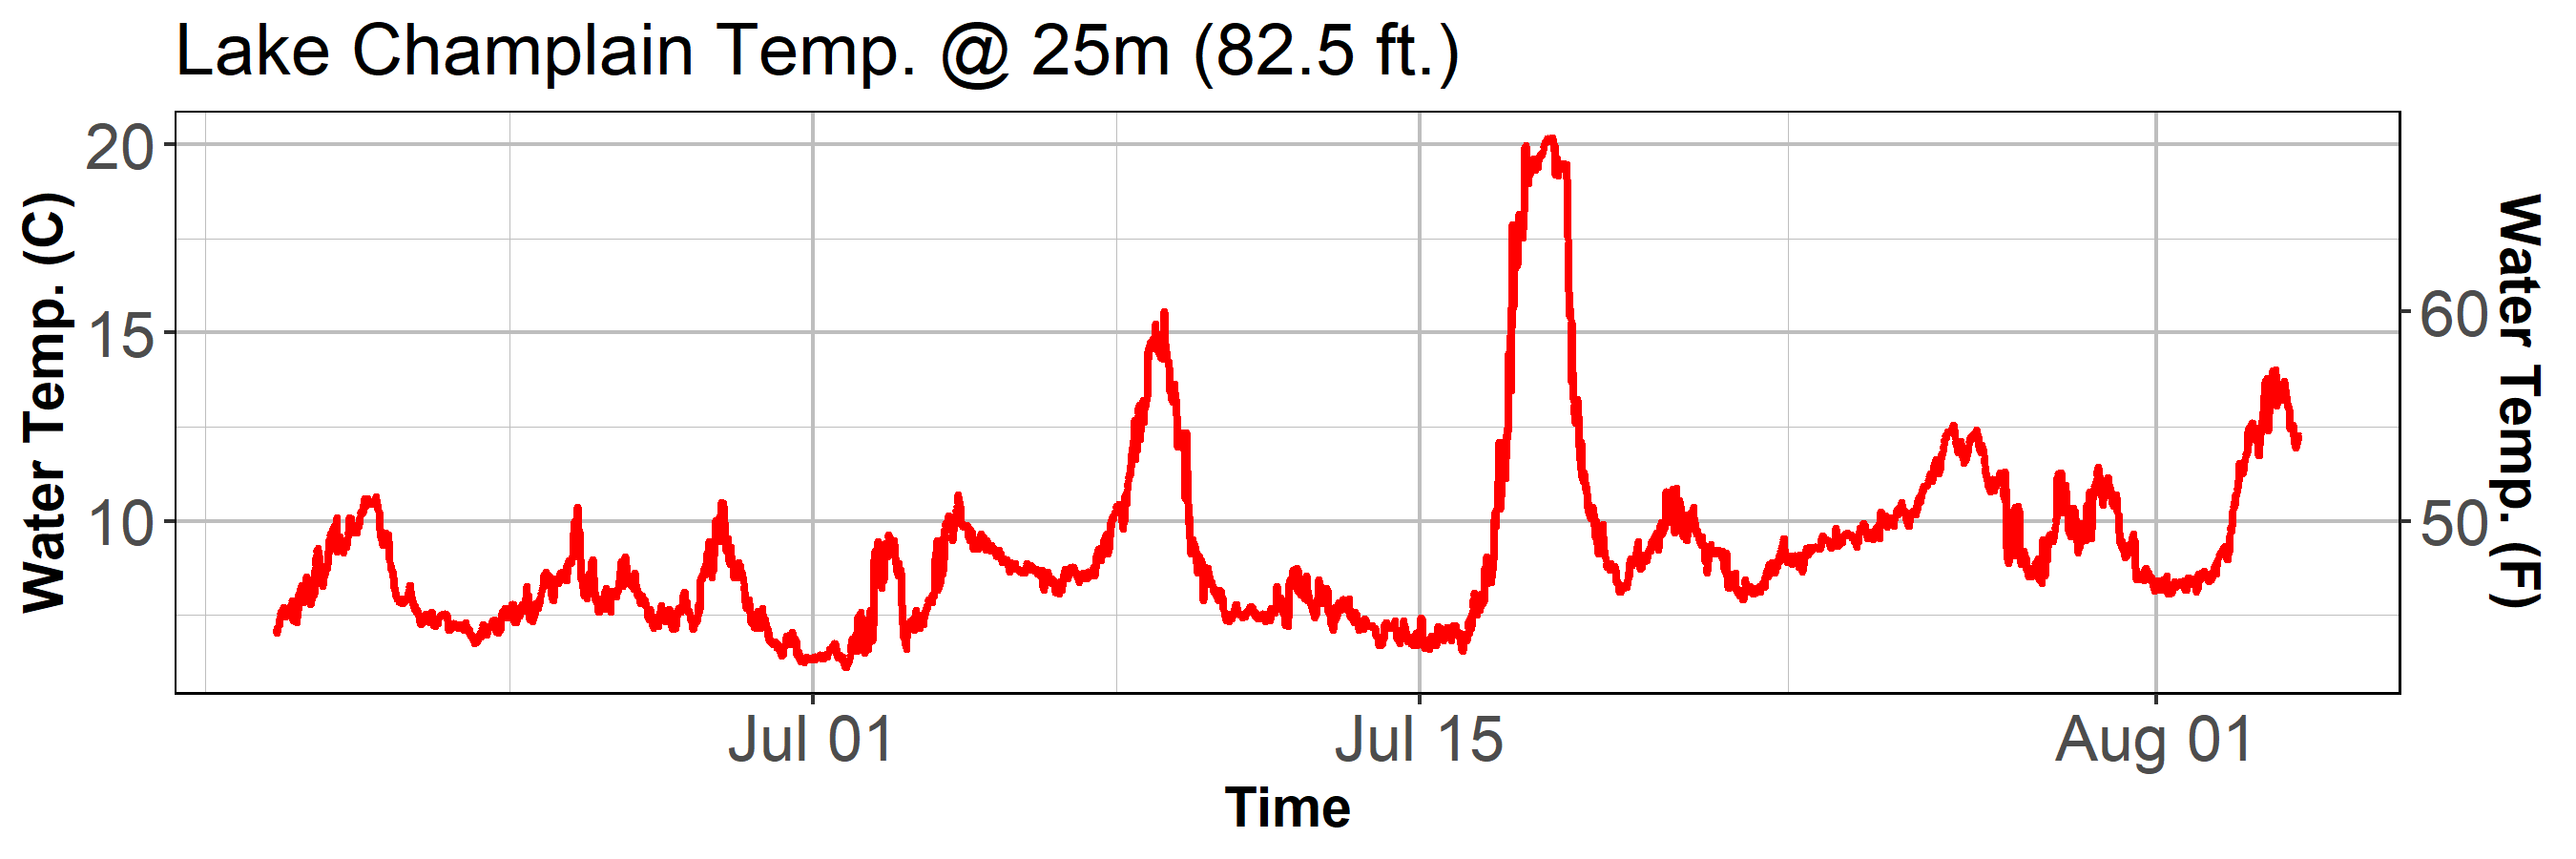 Lake Champlain Temp. @ 25m (82.5 ft.)
Water Temp. (C)
20
15
10
Water Temp. (F)
60
50
Jul 01
Jul 15
Aug 01
Time